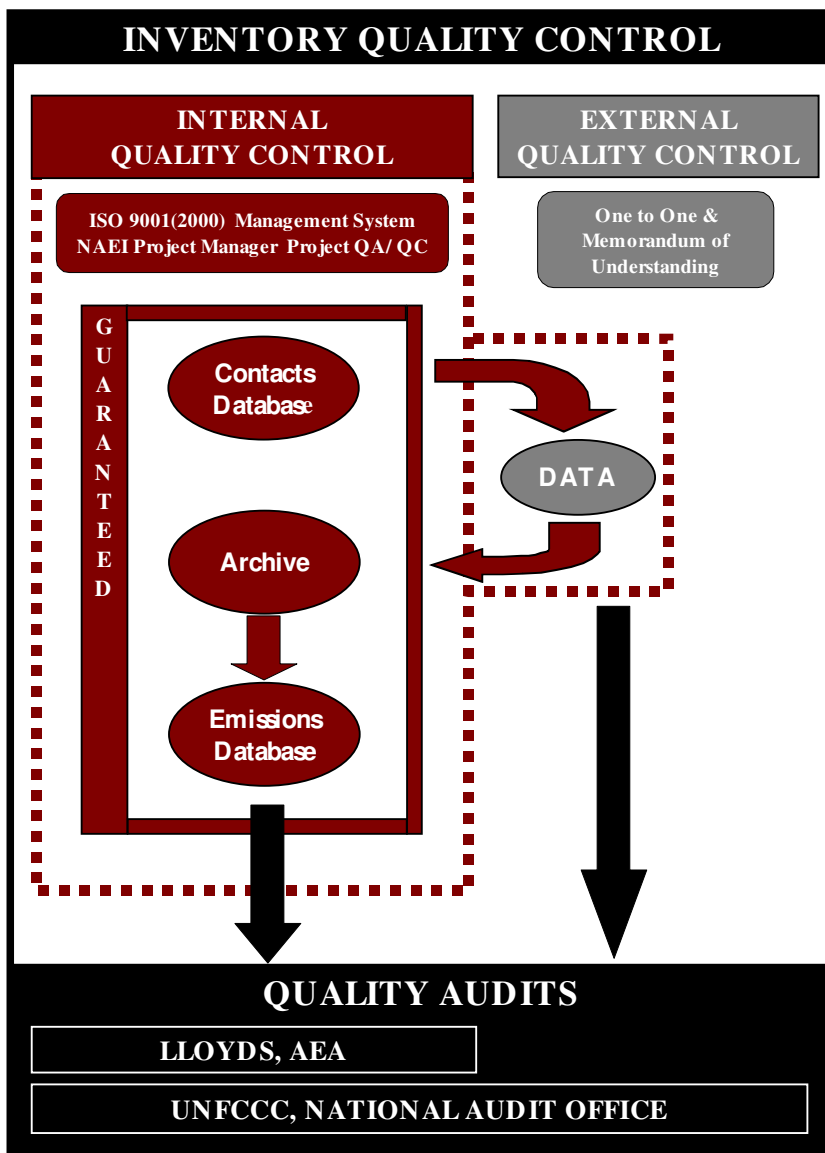 INVENTORY QUALITY CONTROL
INTERNAL
QUALITY CONTROL
EXTERNAL
QUALITY CONTROL
ISO 9001(2000) Management System
NAEI Project Manager Project QA/ QC
One to One &
Memorandum of
Understanding
GUARANTEED
Contacts
Database
DATA
Archive
Emissions
Database
QUALITY AUDITS
LLOYDS, AEA
UNFCCC, NATIONAL AUDIT OFFICE